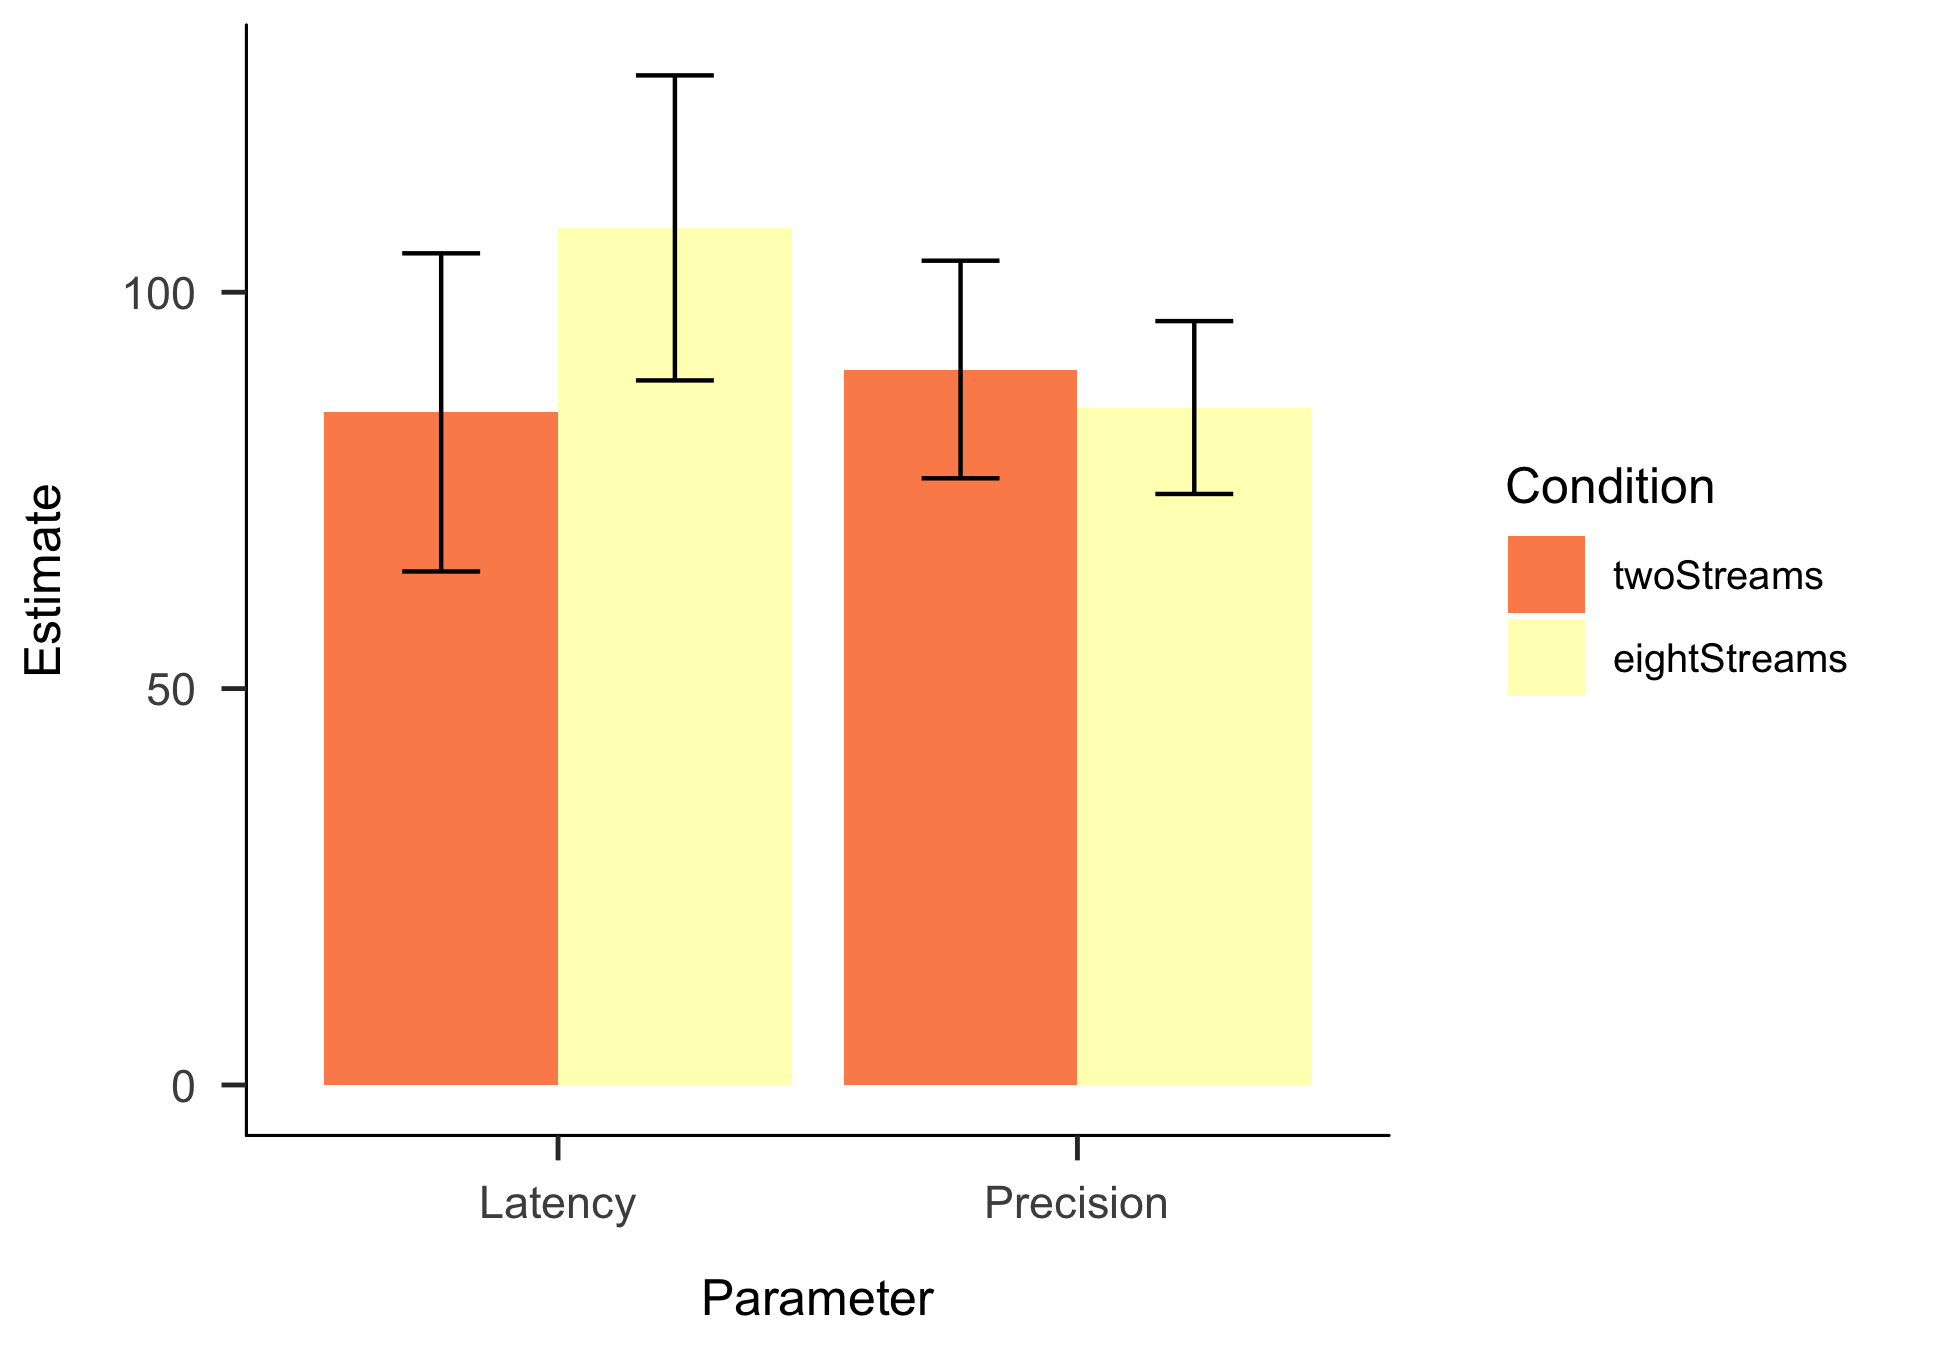 Estimate
100
50
0
Latency
Precision
Parameter
Condition
twoStreams
eightStreams